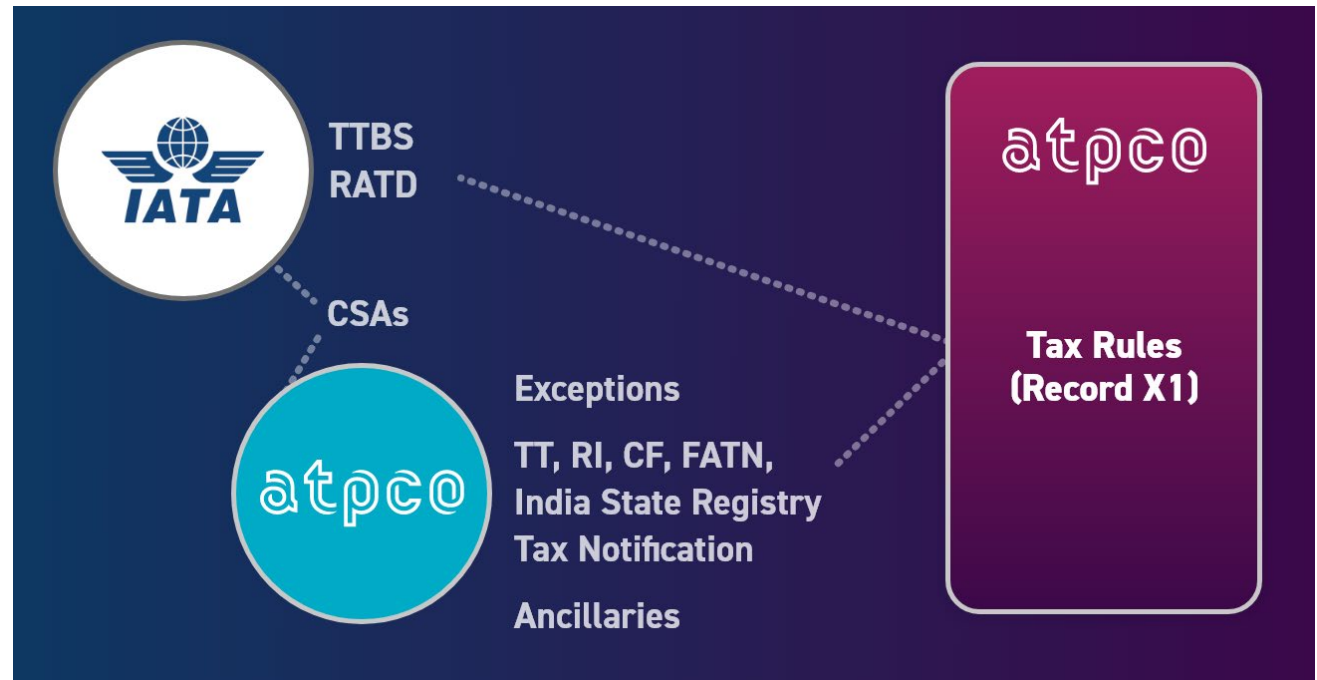 IATA
TTBS
RATD
CSAs
atpco
Exceptions
TT, RI, CF, FATN,
India State Registry
Tax Notification
Ancillaries
atpco
Tax Rules
(Record X1)